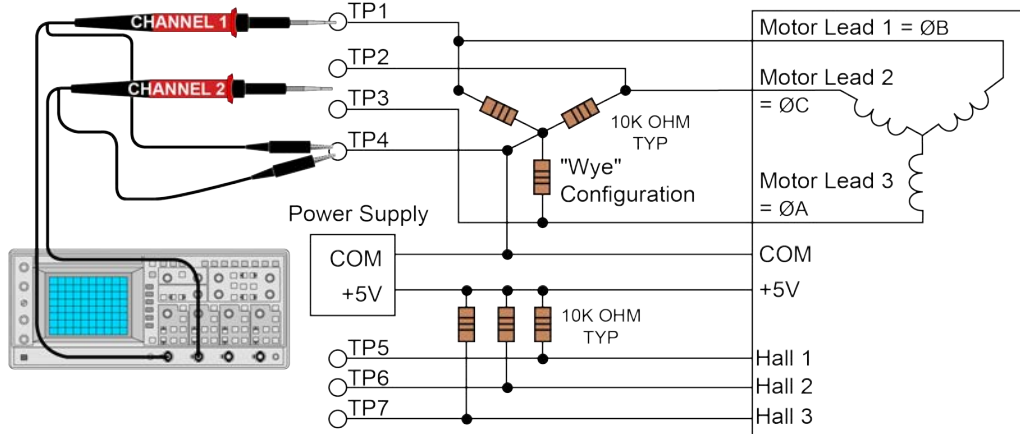 CHANNEL 1
TP1
Motor Lead 1 = ØB
TP2
CHANNEL 2
Motor Lead 2
= ØC
TP3
10K OHM
TYP
TP4
"Wye"
Configuration
Motor Lead 3
= ØA
Power Supply
COM
COM
+5V
+5V
10K OHM
TYP
TP5
Hall 1
TP6
Hall 2
TP7
Hall 3